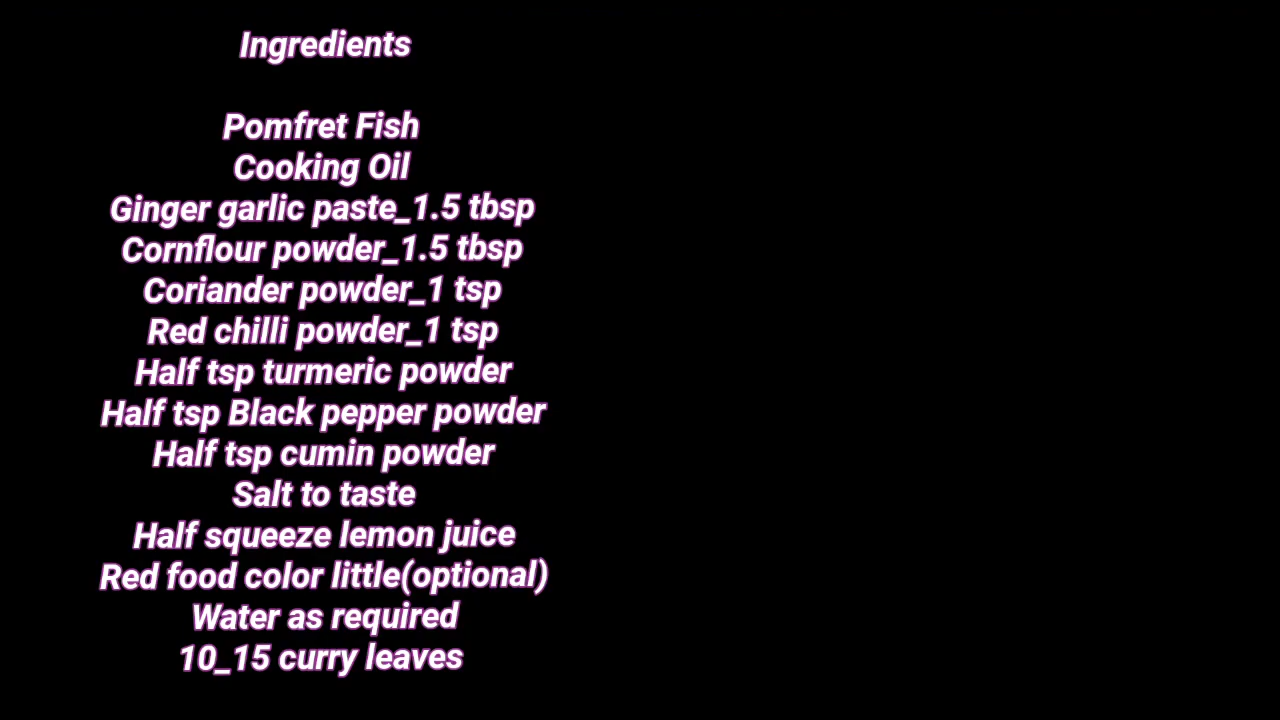 Ingredients
Pomfret Fish
Cooking Oil
Ginger garlic paste_1.5 tbsp
Cornflour powder_1.5 tbsp
Coriander powder_1 tsp
Red chilli powder_1 tsp
Half tsp turmeric powder
Half tsp Black pepper powder
Half tsp cumin powder
Salt to taste
Half squeeze lemon juice
Red food color little(optional)
Water as required
10_15 curry leaves